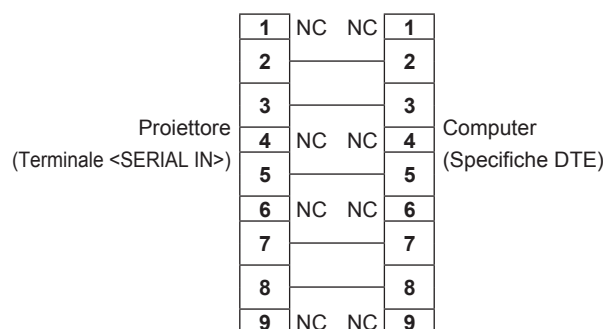 1 NC NC 1
2 2
3 3
Proiettore
(Terminale <SERIAL IN>)
4 NC NC 4
Computer
(Specifiche DTE)
5 5
6 NC NC 6
7 7
8 8
9 NC NC 9